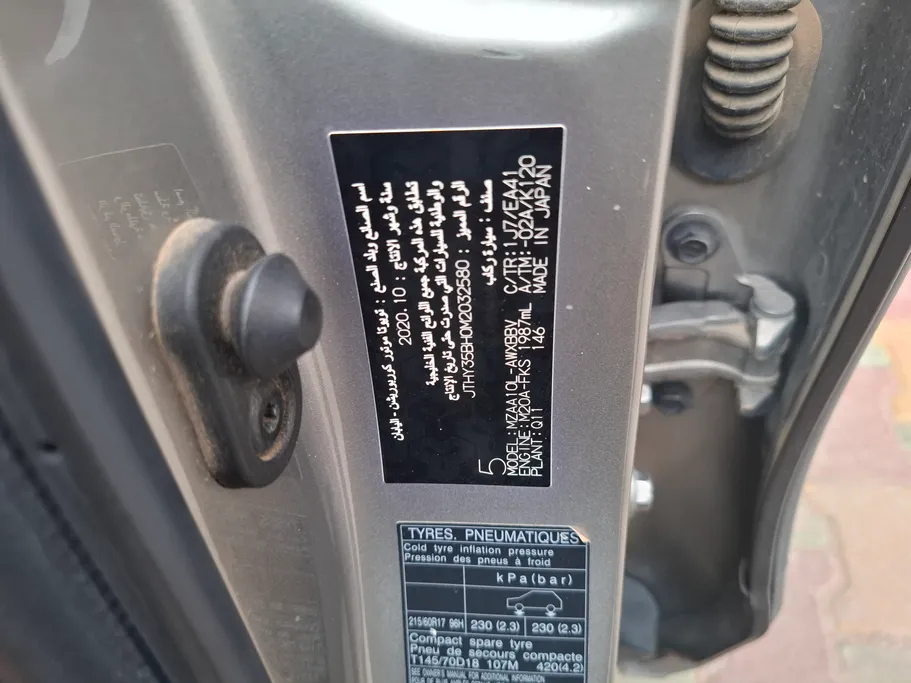 اسم الصانع وبلد الصنع : تويوتا موتور كوربوريشن - اليابان
سنة وشهر الانتاج : 2020.10
تطابق هذه المركبة جميع اللوائح الفنية الخليجية
والوطنية للسيارات التي صدرت حتى تاريخ الإنتاج
الرقم المميز : JTHY35BH0M2032580
صنف : سيارة ركاب
5
MODEL:MZAA10L-AWXBBV C/TR:1J7/EA41
ENGINE:M20A-FKS 1987mL A/TM:-02A/K120
PLANT:Q11 146 MADE IN JAPAN
TYRES. PNEUMATIQUES
Cold tyre inflation pressure
Pression des pneus à froid
kPa(bar)
215/60R17 96H 230 (2.3) 230 (2.3)
Compact spare tyre
Pneu de secours compacte
T145/70D18 107M 420(4.2)
SEE OWNER'S MANUAL FOR ADDITIONAL INFORMATION